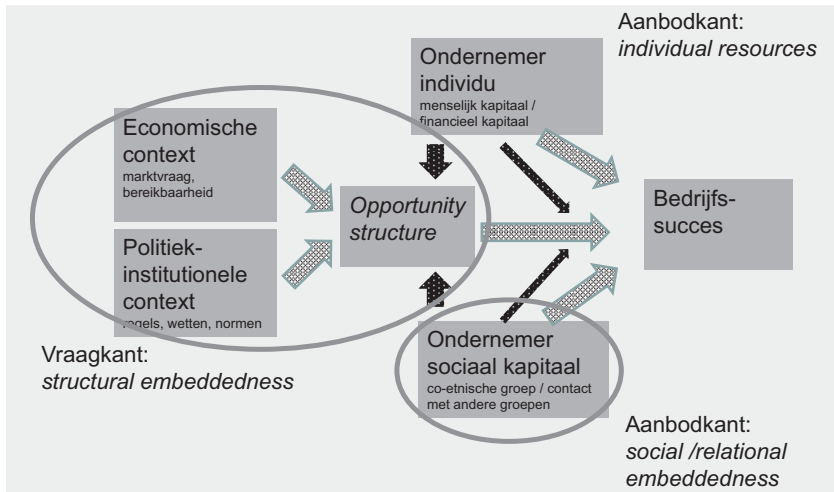 Aanbodkant:
individual resources
Ondernemer
individu
menselijk kapitaal /
financieel kapitaal
Economische
context
marktvraag,
bereikbaarheid
Opportunity
structure
Bedrijfs-
succes
Politiek-
institutionele
context
regels, wetten, normen
Vraagkant:
structural embeddedness
Ondernemer
sociaal kapitaal
co-etnische groep / contact
met andere groepen
Aanbodkant:
social /relational
embeddedness